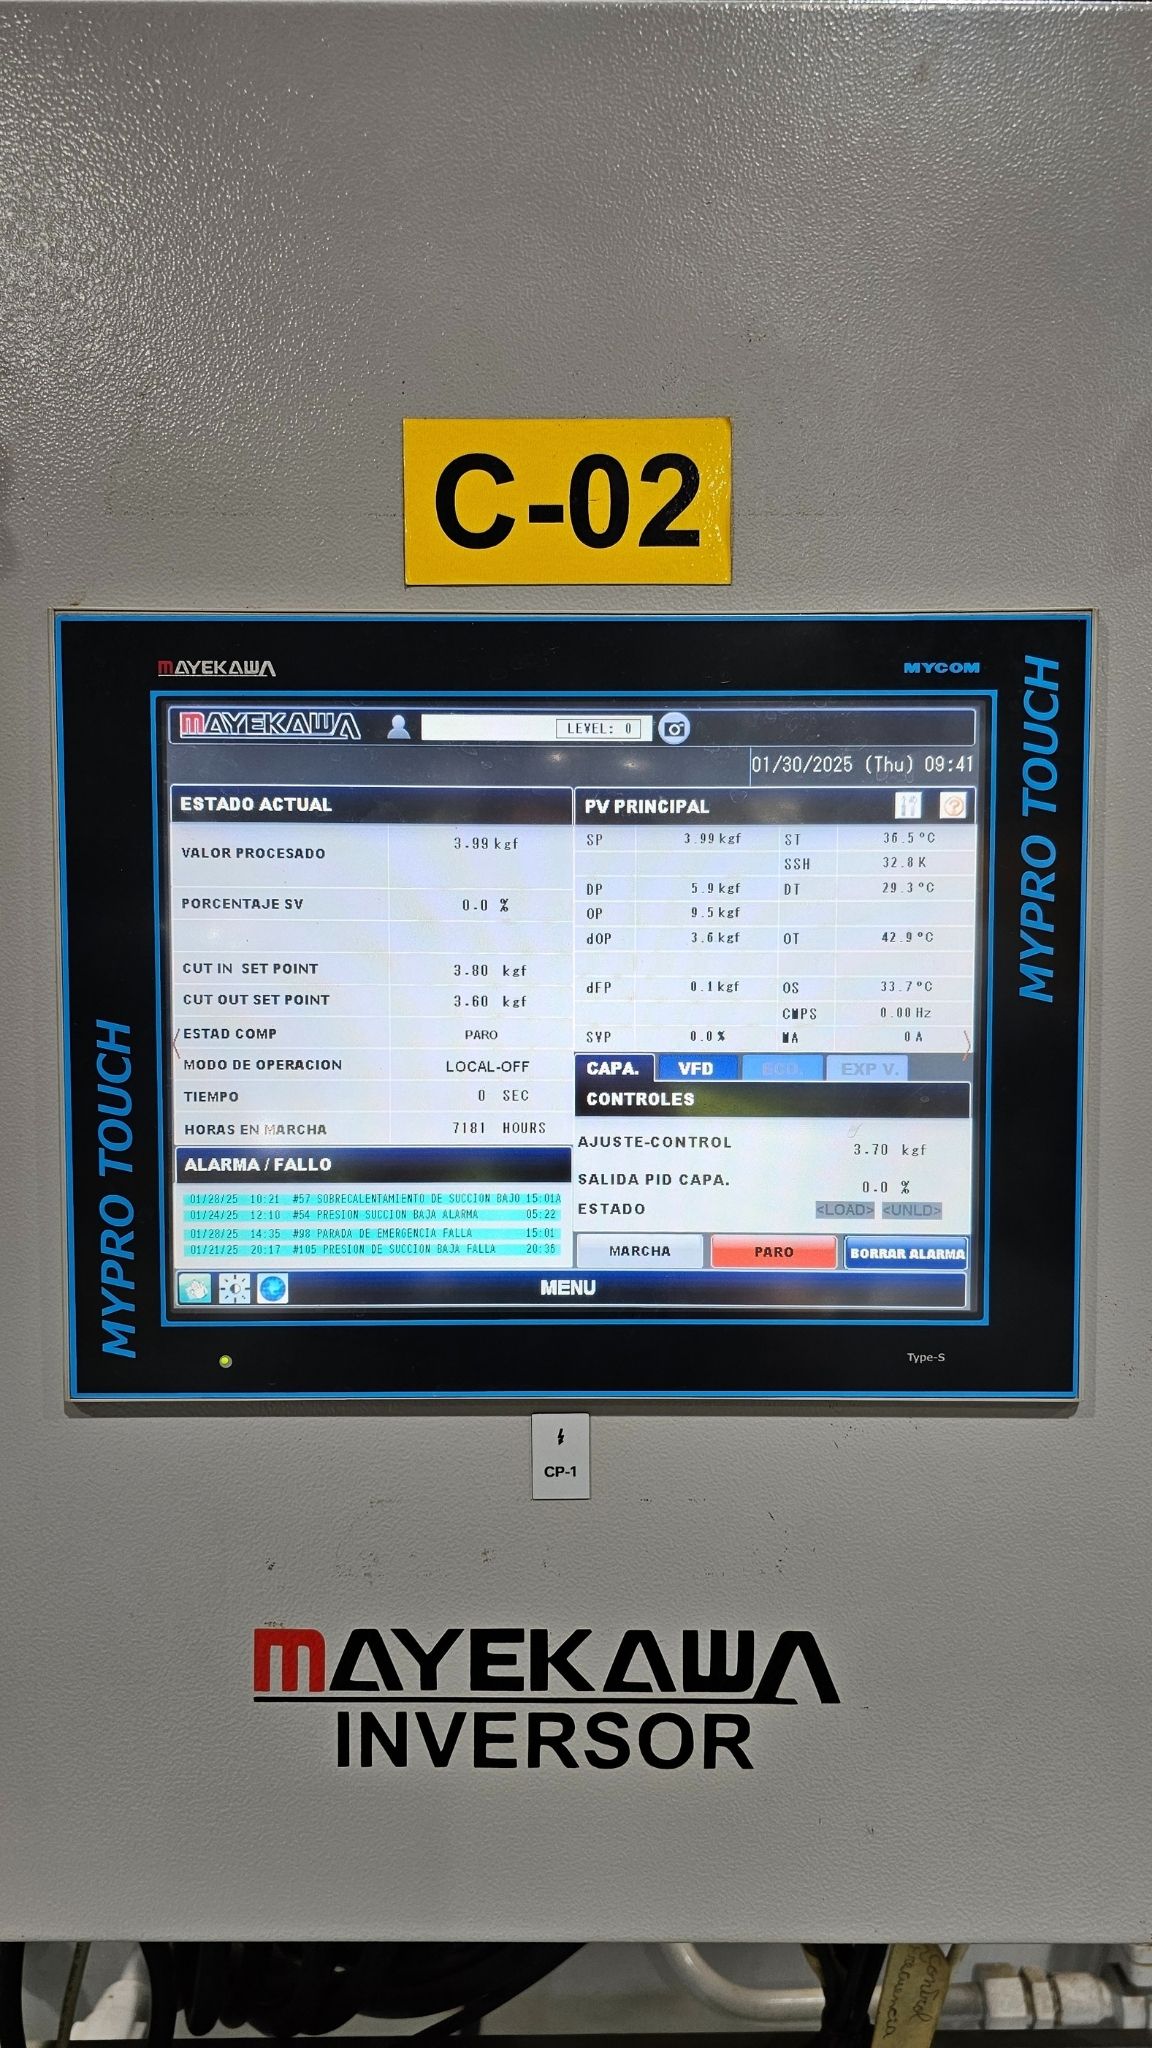 C-02
MAYEKAWA
MYCOM
MYPRO TOUCH
MYPRO TOUCH
MAYEKAWA
LEVEL: 0
01/30/2025 (Thu) 09:41
ESTADO ACTUAL
VALOR PROCESADO 3.99 kgf
PORCENTAJE SV 0.0 %
CUT IN SET POINT 3.80 kgf
CUT OUT SET POINT 3.60 kgf
ESTAD COMP PARO
MODO DE OPERACION LOCAL-OFF
TIEMPO 0 SEC
HORAS EN MARCHA 7181 HOURS
ALARMA / FALLO
01/28/25 10:21 #57 SOBRECALENTAMIENTO DE SUCCION BAJO 15:01A
01/24/25 12:10 #54 PRESION SUCCION BAJA ALARMA 05:22
01/28/25 14:35 #98 PARADA DE EMERGENCIA FALLA 15:01
01/21/25 20:17 #105 PRESION DE SUCCION BAJA FALLA 20:36
PV PRINCIPAL
SP 3.99 kgf ST 36.5 °C
SSH 32.8 K
DP 5.9 kgf DT 29.3 °C
OP 9.5 kgf
dOP 3.6 kgf OT 42.9 °C
dFP 0.1 kgf OS 33.7 °C
CMPS 0.00 Hz
SVP 0.0 % MA 0 A
CAPA. VFD ECO. EXP V.
CONTROLES
AJUSTE-CONTROL 3.70 kgf
SALIDA PID CAPA. 0.0 %
ESTADO <LOAD> <UNLD>
MARCHA PARO BORRAR ALARMA
MENU
Type-S
CP-1
MAYEKAWA
INVERSOR
Control